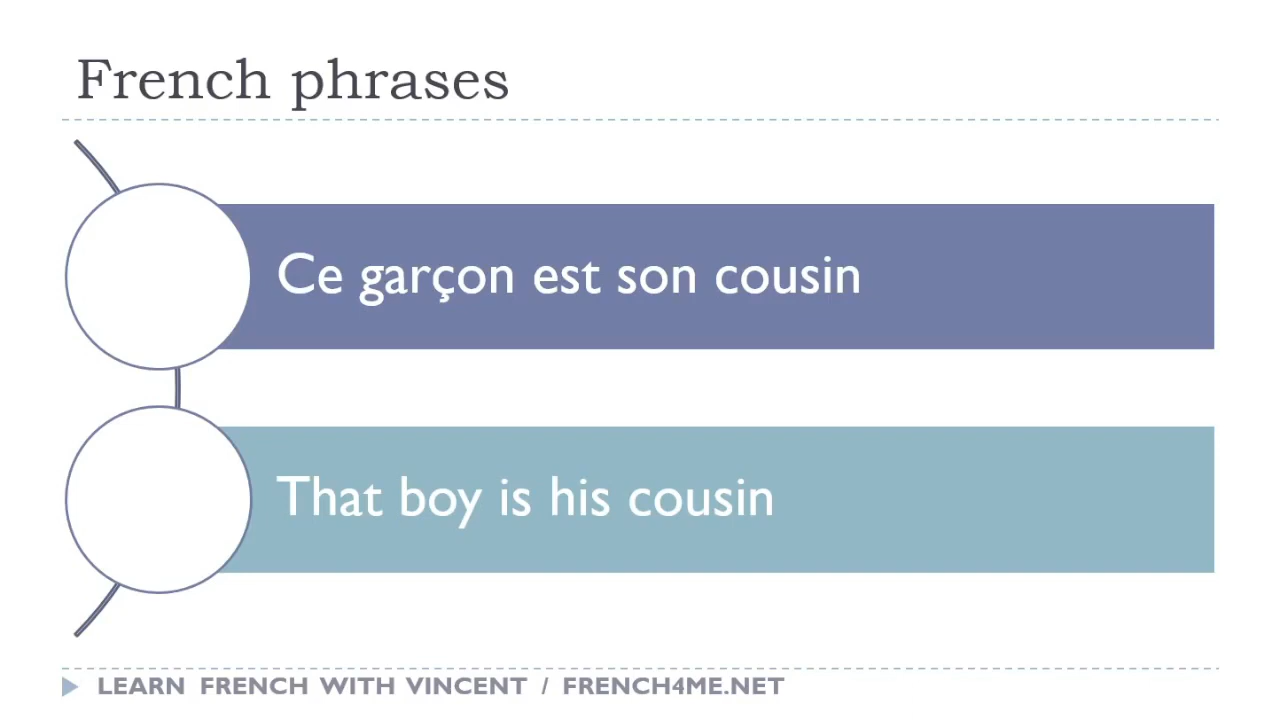 French phrases
Ce garçon est son cousin
That boy is his cousin
LEARN FRENCH WITH VINCENT / FRENCH4ME.NET